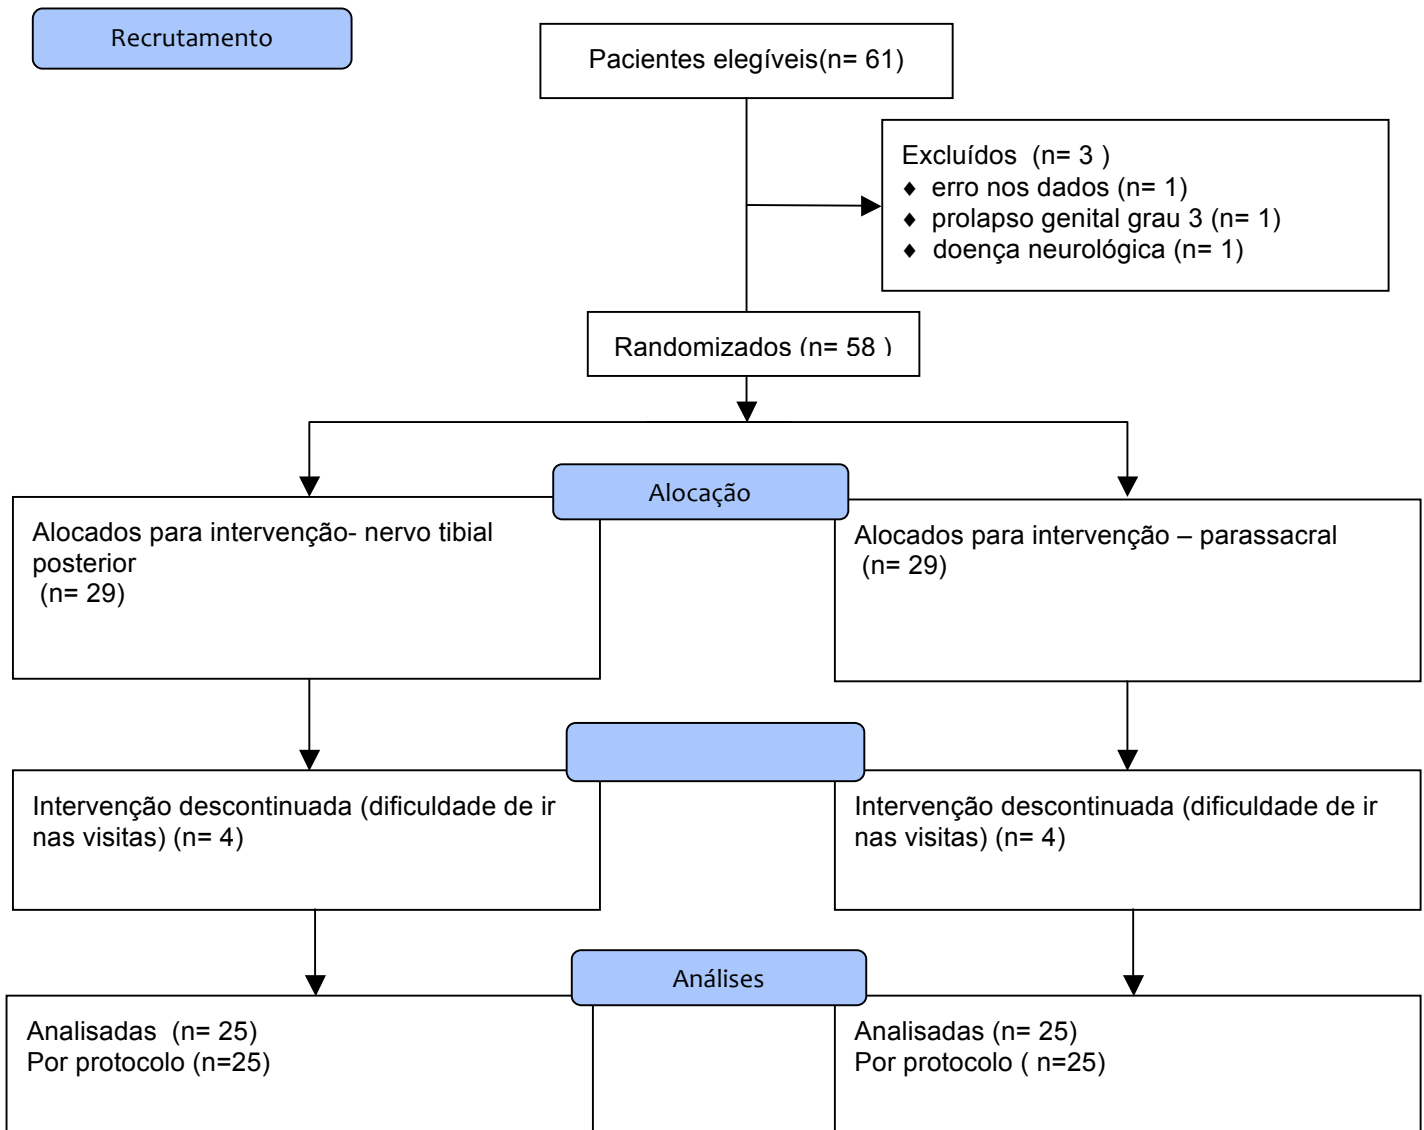 Recrutamento
Pacientes elegíveis(n= 61)
Excluídos (n= 3 )
♦ erro nos dados (n= 1)
♦ prolapso genital grau 3 (n= 1)
♦ doença neurológica (n= 1)
Randomizados (n= 58 )
Alocação
Alocados para intervenção- nervo tibial
posterior
(n= 29)
Alocados para intervenção – parassacral
(n= 29)
Intervenção descontinuada (dificuldade de ir
nas visitas) (n= 4)
Intervenção descontinuada (dificuldade de ir
nas visitas) (n= 4)
Análises
Analisadas (n= 25)
Por protocolo (n=25)
Analisadas (n= 25)
Por protocolo ( n=25)